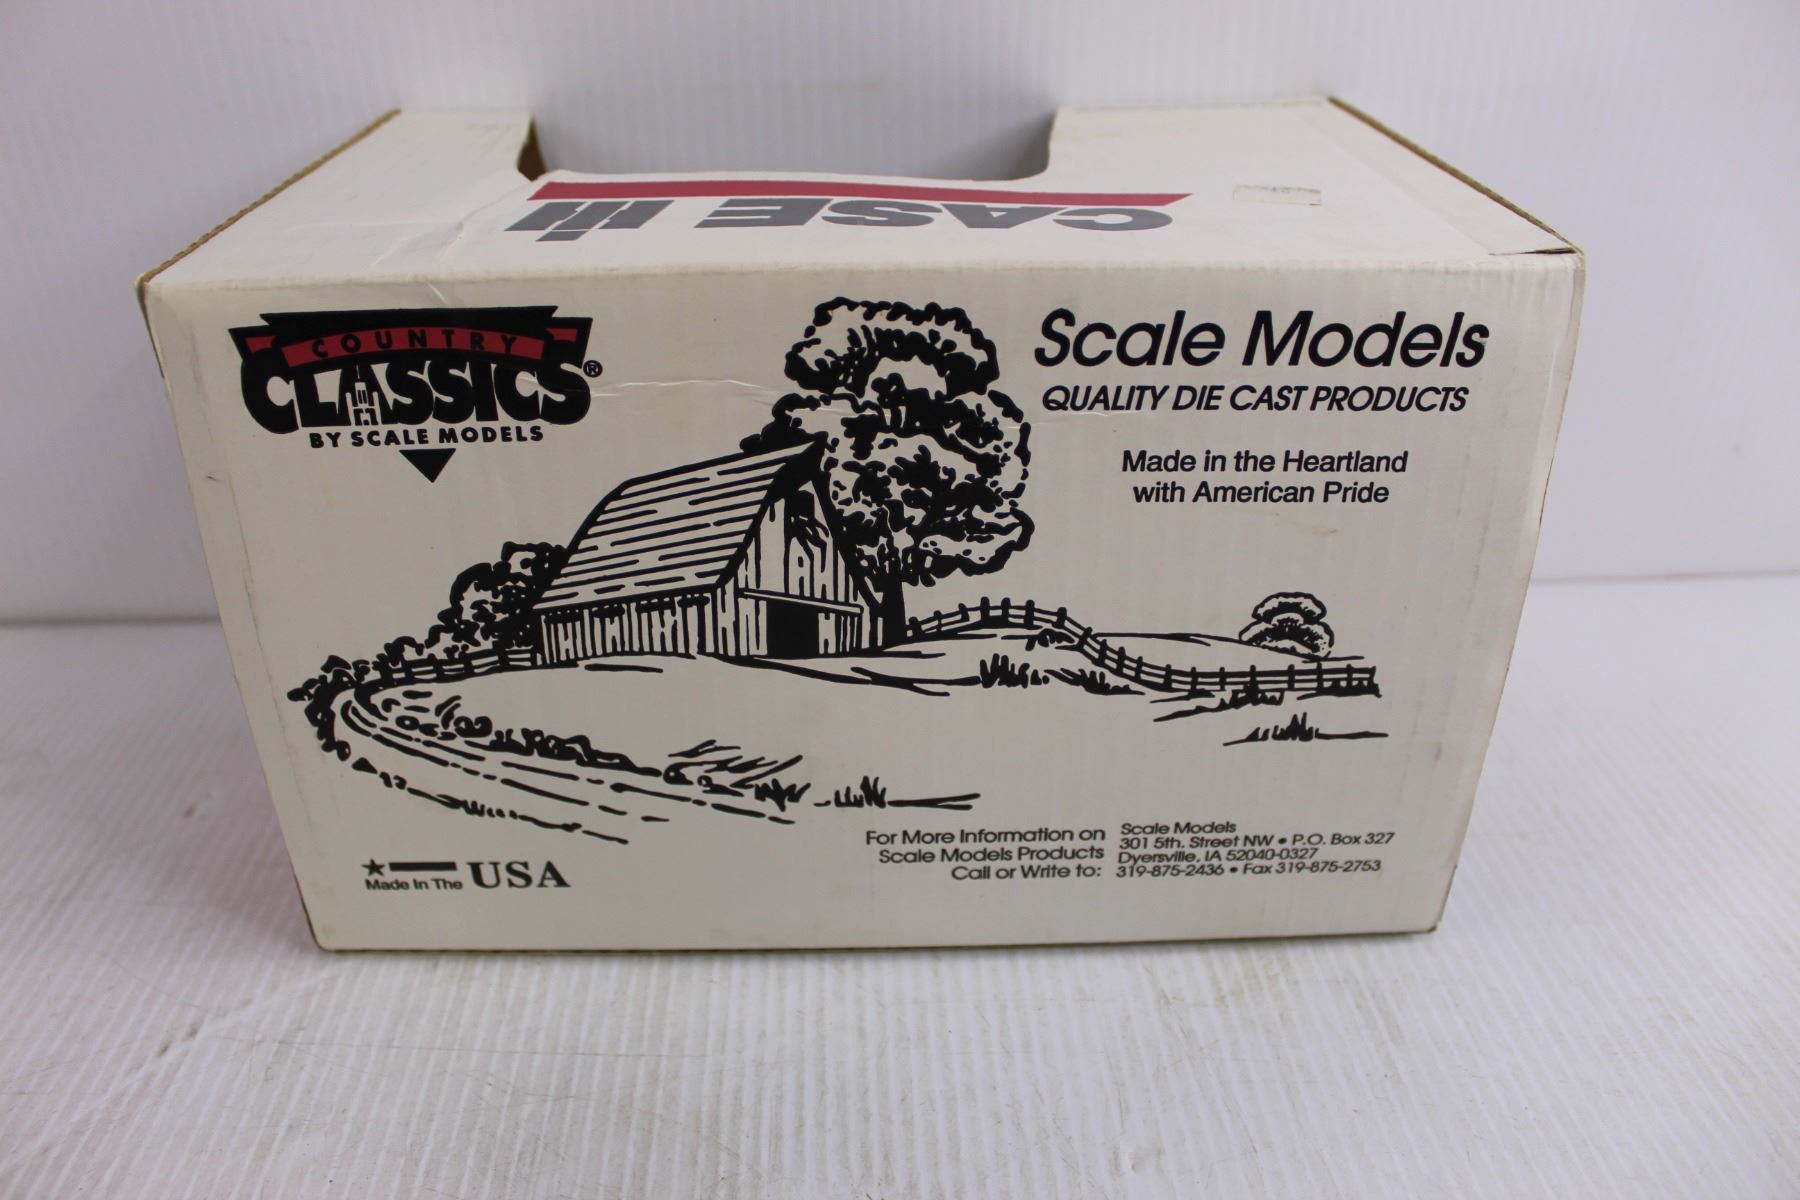 CASE IH
COUNTRY
CLASSICS®
BY SCALE MODELS
Scale Models
QUALITY DIE CAST PRODUCTS
Made in the Heartland
with American Pride
Made In The USA
For More Information on
Scale Models Products
Call or Write to:
Scale Models
301 5th. Street NW • P.O. Box 327
Dyersville, IA 52040-0327
319-875-2436 • Fax 319-875-2753